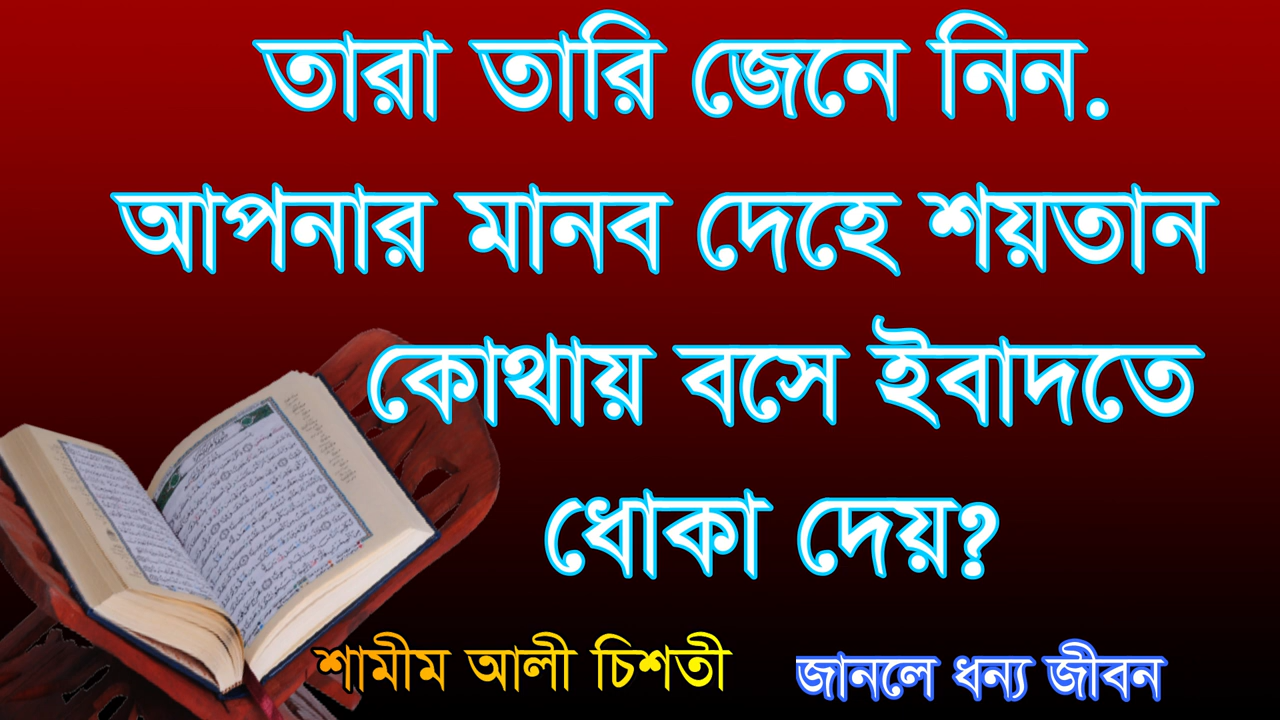 তারা তারি জেনে নিন.
আপনার মানব দেহে শয়তান
কোথায় বসে ইবাদতে
ধোকা দেয়?
শামীম আলী চিশতী জানলে ধন্য জীবন